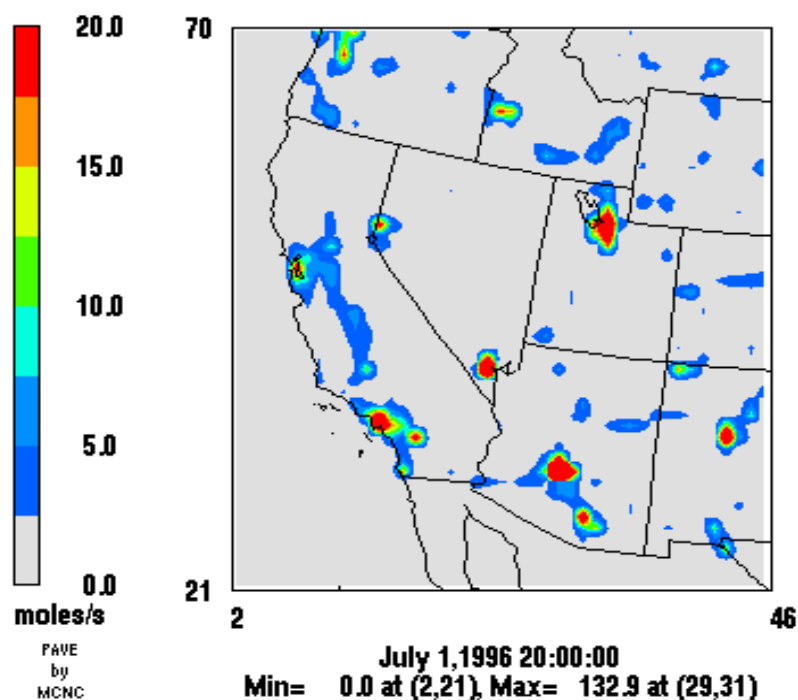 20.0
15.0
10.0
5.0
0.0
moles/s
PAVE
by
MCNC
70
21
2
46
July 1,1996 20:00:00
Min= 0.0 at (2,21), Max= 132.9 at (29,31)